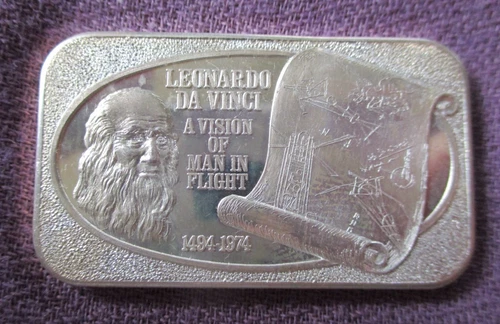 LEONARDO
DA VINCI
A VISION
OF
MAN IN
FLIGHT
1494-1974